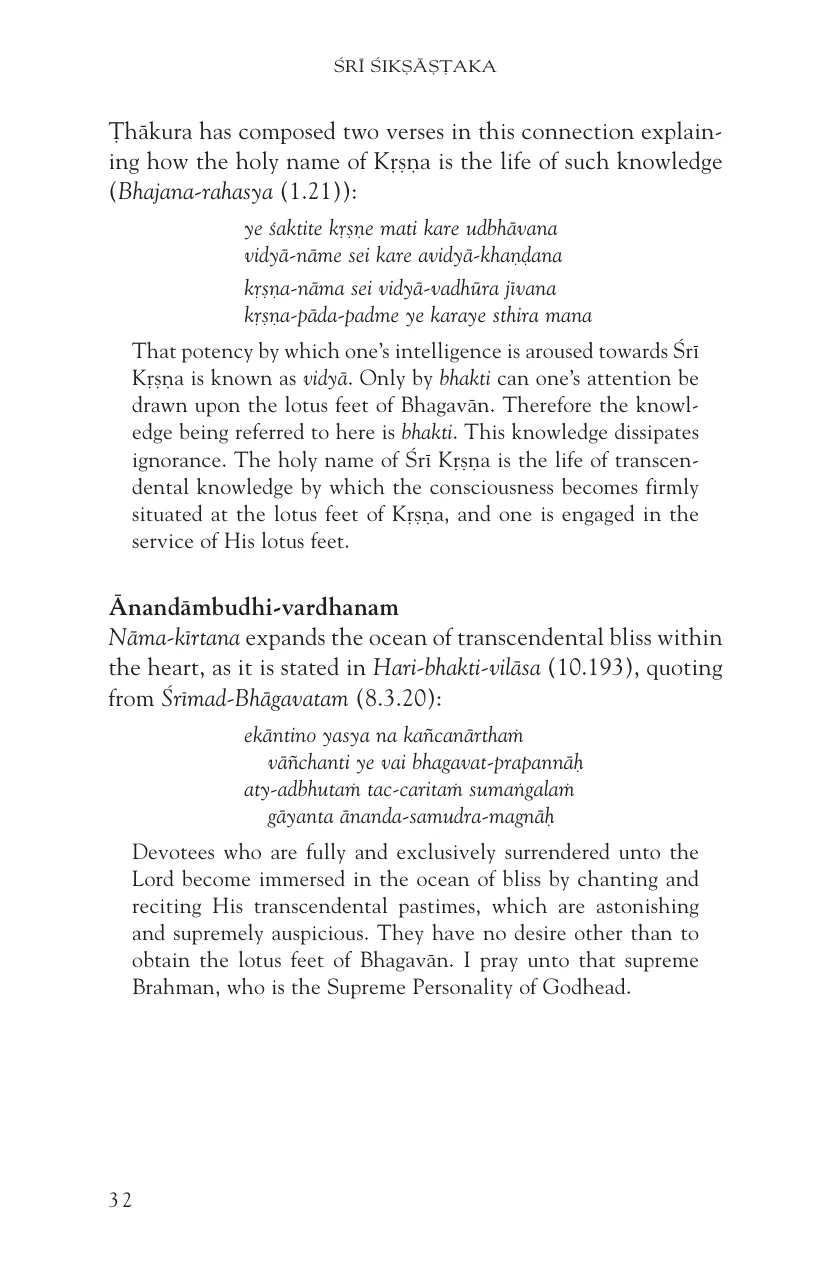 ŚRĪ ŚIKṢĀṢṬAKA
Ṭhākura has composed two verses in this connection explain-
ing how the holy name of Kṛṣṇa is the life of such knowledge
(Bhajana-rahasya (1.21)):
ye śaktite kṛṣṇe mati kare udbhāvana
vidyā-nāme sei kare avidyā-khaṇḍana
kṛṣṇa-nāma sei vidyā-vadhūra jīvana
kṛṣṇa-pāda-padme ye karaye sthira mana
That potency by which one’s intelligence is aroused towards Śrī
Kṛṣṇa is known as vidyā. Only by bhakti can one’s attention be
drawn upon the lotus feet of Bhagavān. Therefore the knowl-
edge being referred to here is bhakti. This knowledge dissipates
ignorance. The holy name of Śrī Kṛṣṇa is the life of transcen-
dental knowledge by which the consciousness becomes firmly
situated at the lotus feet of Kṛṣṇa, and one is engaged in the
service of His lotus feet.
Ānandāmbudhi-vardhanam
Nāma-kīrtana expands the ocean of transcendental bliss within
the heart, as it is stated in Hari-bhakti-vilāsa (10.193), quoting
from Śrīmad-Bhāgavatam (8.3.20):
ekāntino yasya na kañcanārthaṁ
vāñchanti ye vai bhagavat-prapannāḥ
aty-adbhutaṁ tac-caritaṁ sumaṅgalaṁ
gāyanta ānanda-samudra-magnāḥ
Devotees who are fully and exclusively surrendered unto the
Lord become immersed in the ocean of bliss by chanting and
reciting His transcendental pastimes, which are astonishing
and supremely auspicious. They have no desire other than to
obtain the lotus feet of Bhagavān. I pray unto that supreme
Brahman, who is the Supreme Personality of Godhead.
32